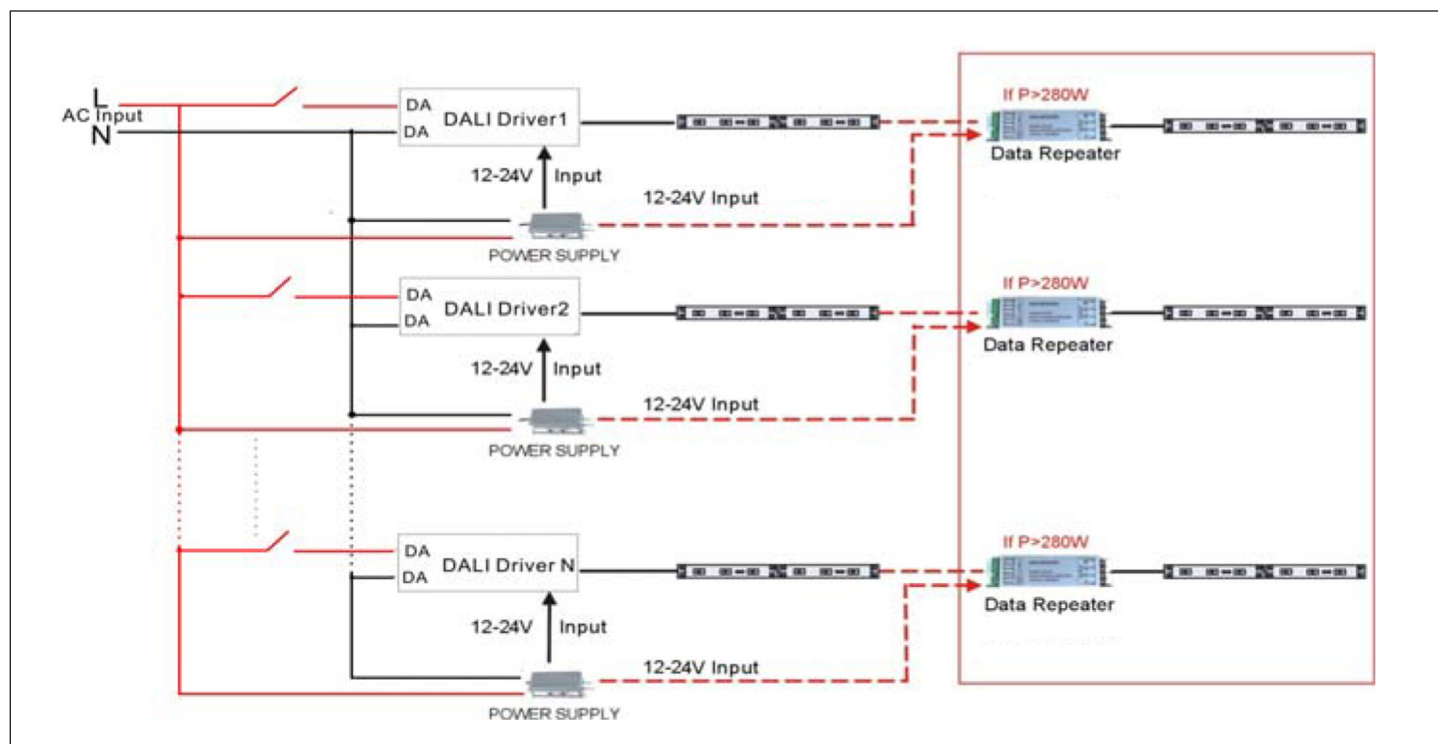 L
AC Input
N
DA
DA
DALI Driver1
If P>280W
Data Repeater
12-24V Input
12-24V Input
POWER SUPPLY
DA
DA
DALI Driver2
If P>280W
Data Repeater
12-24V Input
12-24V Input
POWER SUPPLY
DA
DA
DALI Driver N
If P>280W
Data Repeater
12-24V Input
12-24V Input
POWER SUPPLY